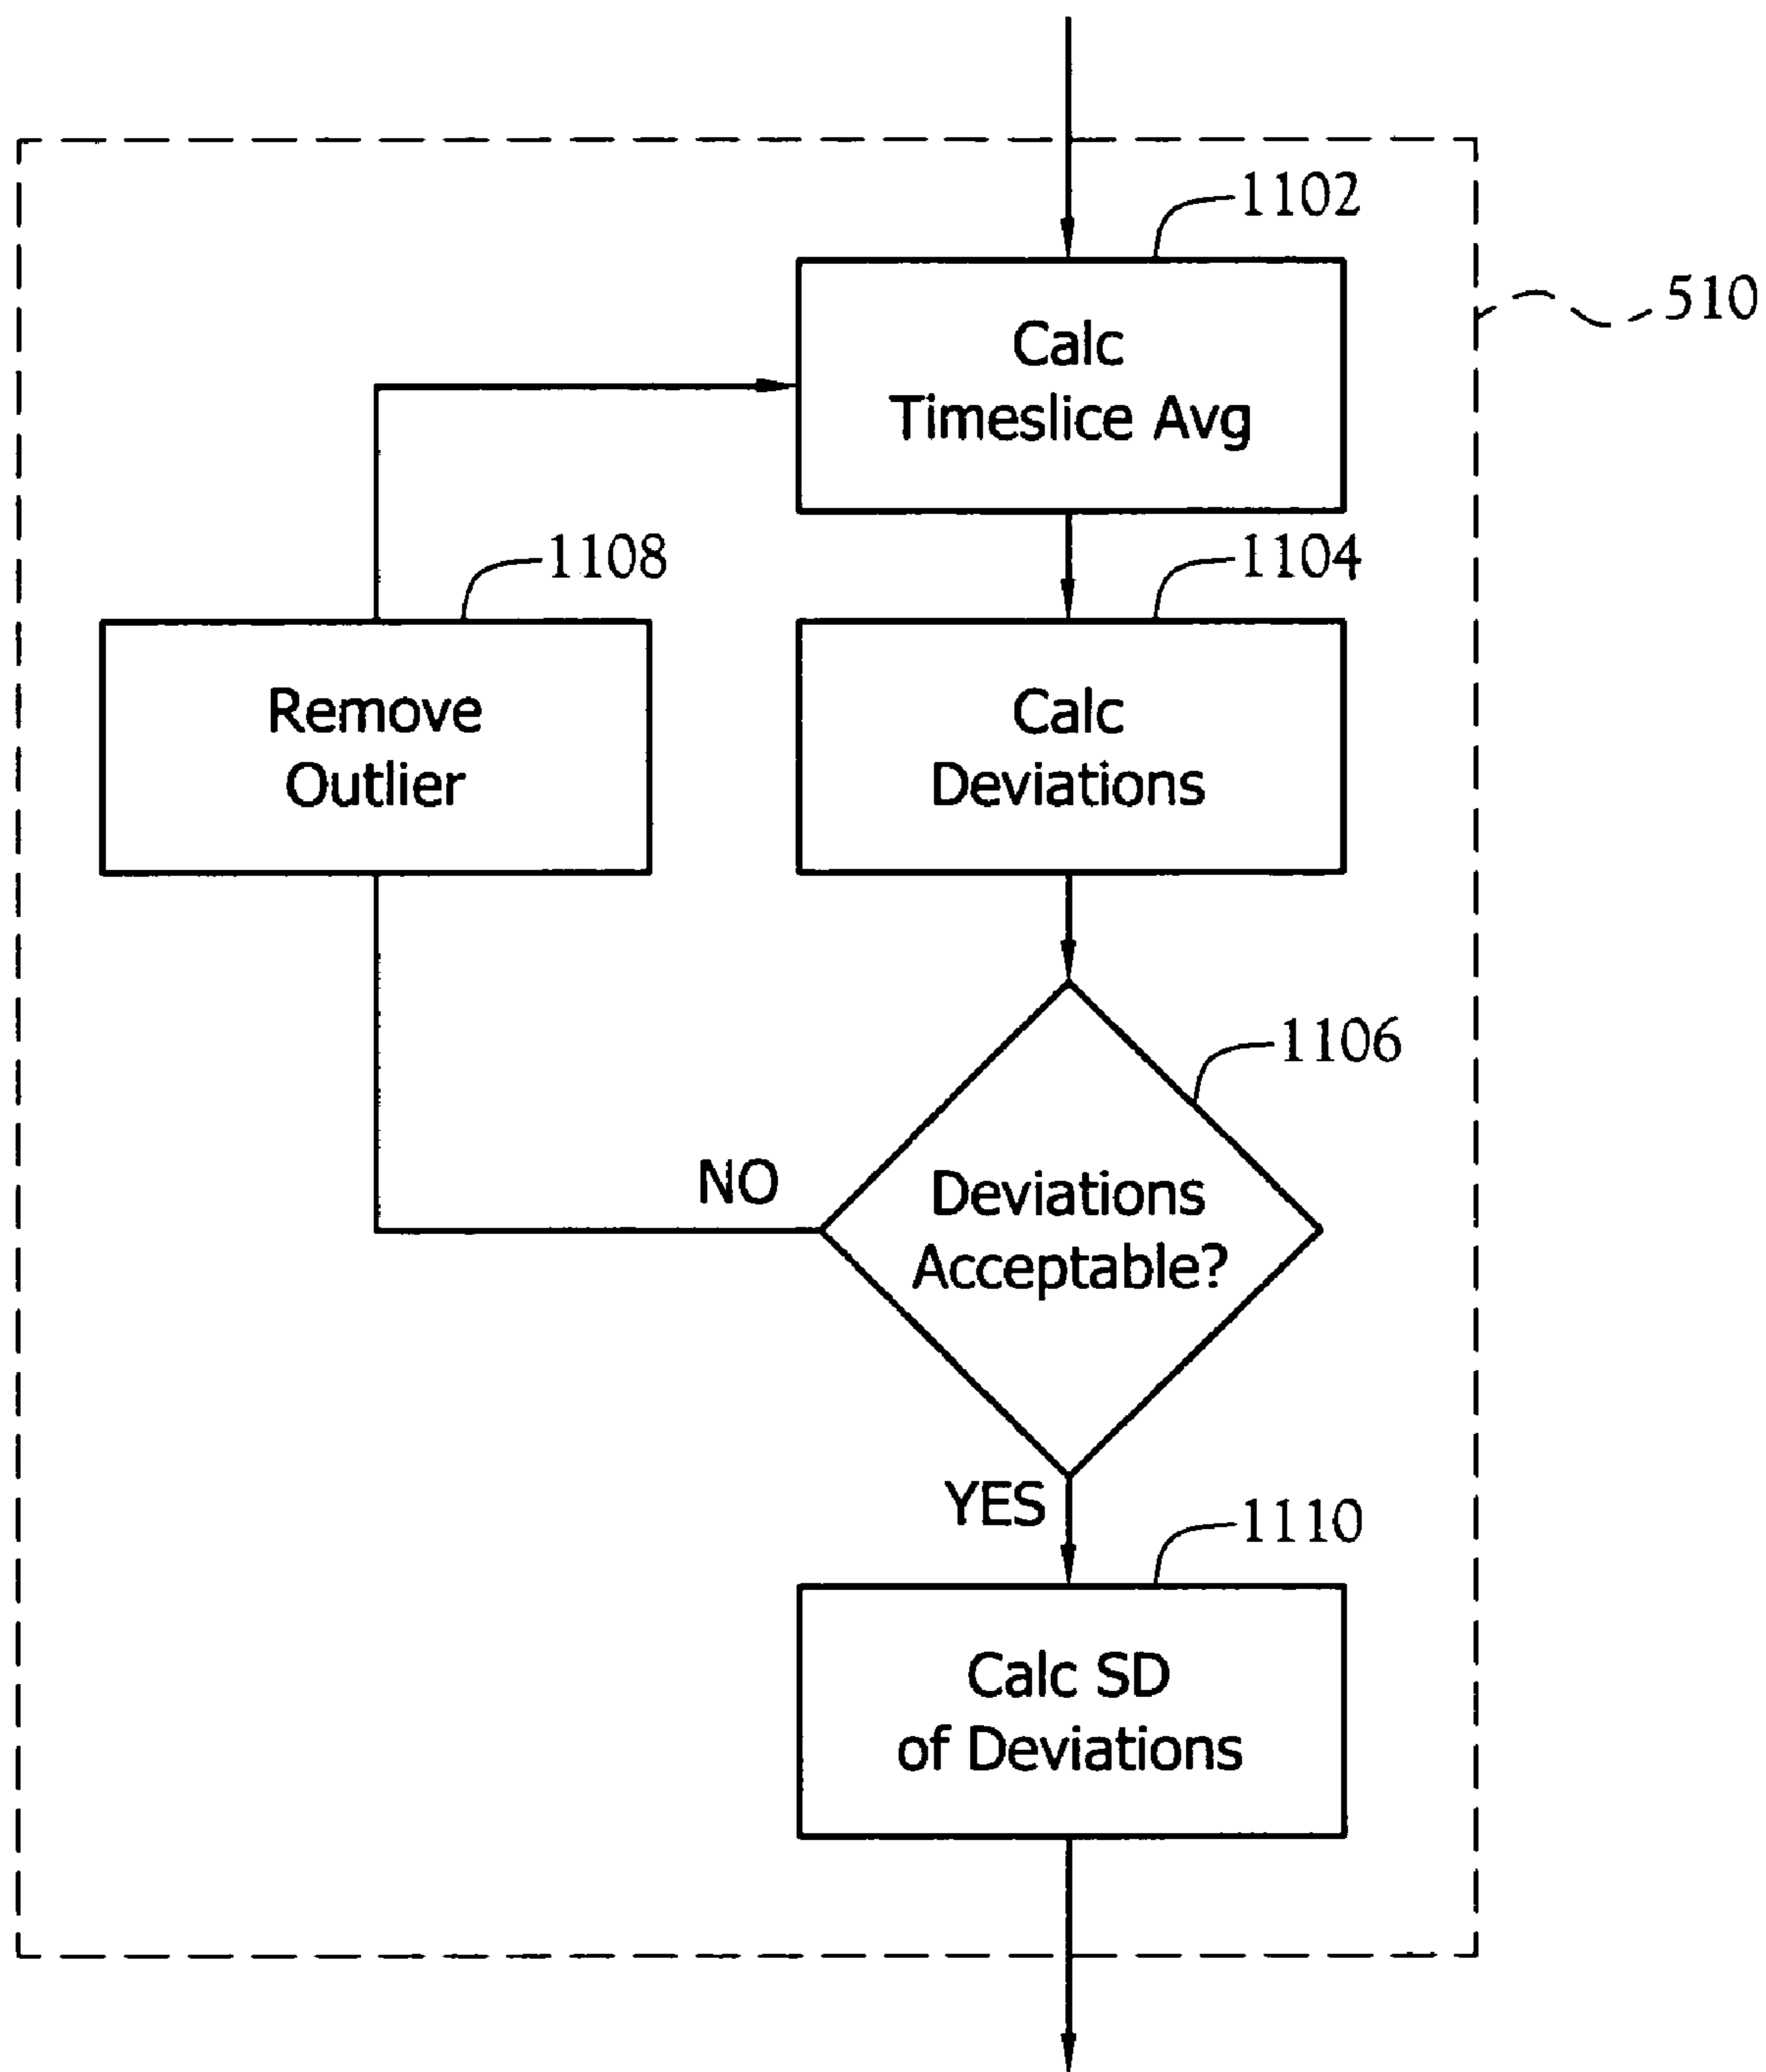 1102
510
Calc
Timeslice Avg
1108
1104
Remove
Outlier
Calc
Deviations
1106
NO
Deviations
Acceptable?
YES
1110
Calc SD
of Deviations